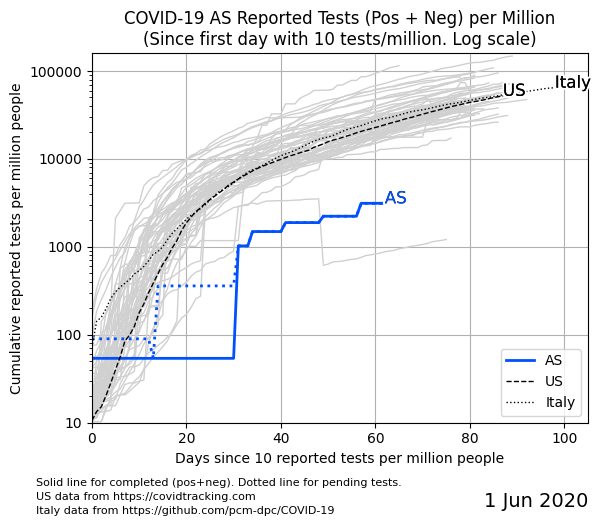 COVID-19 AS Reported Tests (Pos + Neg) per Million
(Since first day with 10 tests/million. Log scale)
Cumulative reported tests per million people
100000
10000
1000
100
10
US
Italy
AS
AS
US
Italy
0
20
40
60
80
100
Days since 10 reported tests per million people
Solid line for completed (pos+neg). Dotted line for pending tests.
US data from https://covidtracking.com
Italy data from https://github.com/pcm-dpc/COVID-19
1 Jun 2020